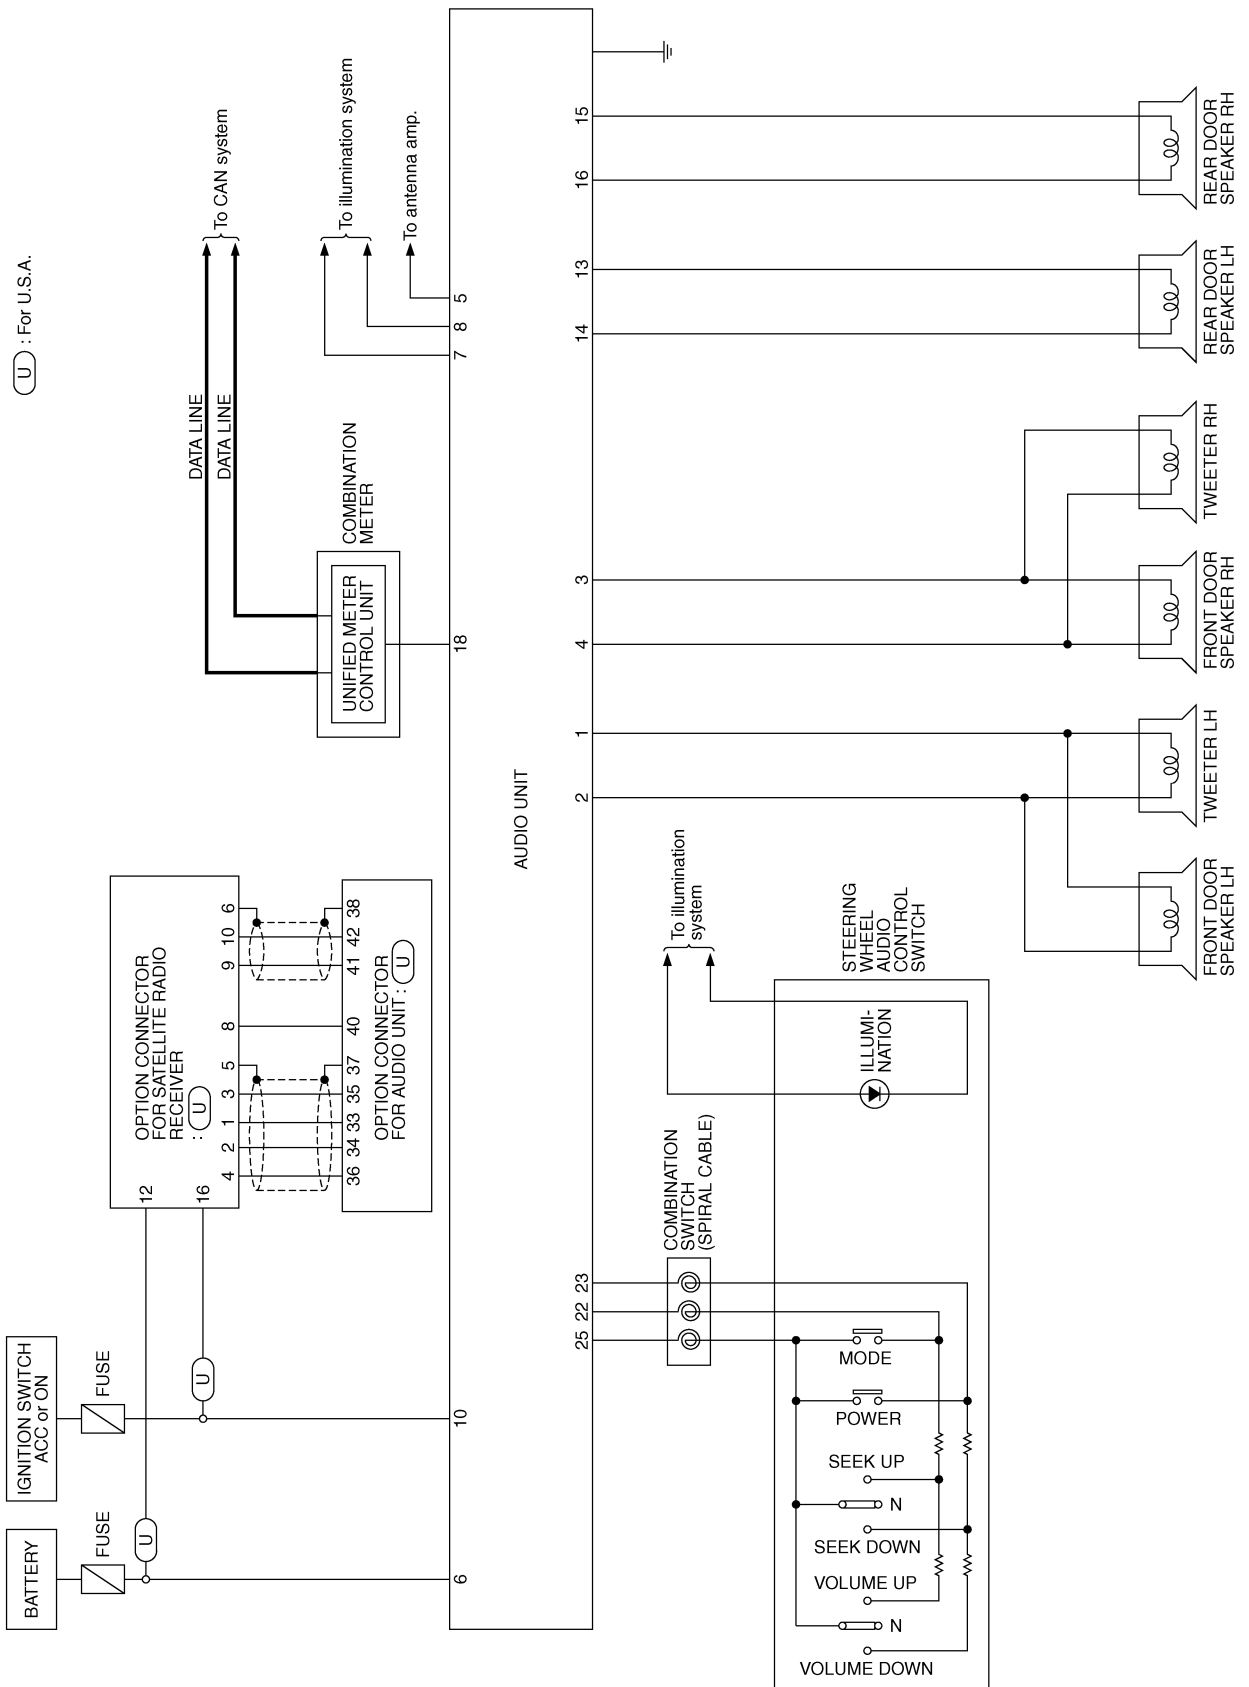 U : For U.S.A.
To CAN system
To illumination system
To antenna amp.
DATA LINE
DATA LINE
COMBINATION
METER
UNIFIED METER
CONTROL UNIT
5
8
7
18
10
6
AUDIO UNIT
15
16
13
14
3
4
1
2
23
22
25
REAR DOOR
SPEAKER RH
REAR DOOR
SPEAKER LH
TWEETER RH
FRONT DOOR
SPEAKER RH
TWEETER LH
FRONT DOOR
SPEAKER LH
OPTION CONNECTOR
FOR SATELLITE RADIO
RECEIVER
: U
6
10
9
8
5
3
1
2
4
12
16
38
42
41
40
37
35
33
34
36
OPTION CONNECTOR
FOR AUDIO UNIT : U
IGNITION SWITCH
ACC or ON
FUSE
U
BATTERY
FUSE
U
To illumination
system
STEERING
WHEEL
AUDIO
CONTROL
SWITCH
ILLUMI-
NATION
COMBINATION
SWITCH
(SPIRAL CABLE)
MODE
POWER
SEEK UP
N
SEEK DOWN
VOLUME UP
N
VOLUME DOWN